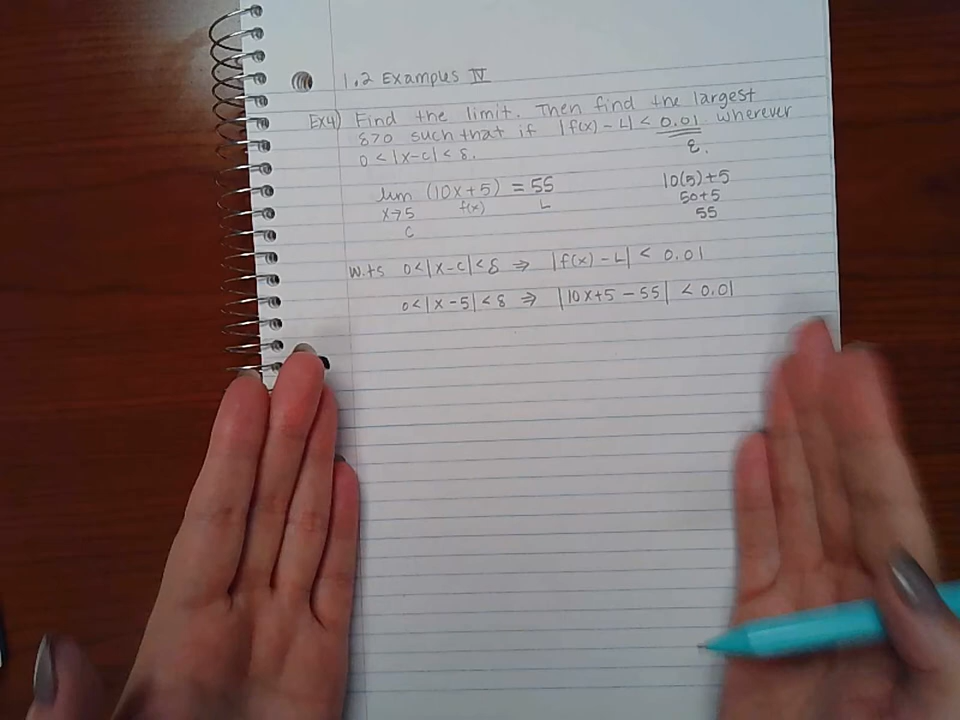 1.2 Examples IV
Ex4) Find the limit. Then find the largest
δ>0 such that if |f(x) - L| < 0.01 wherever
0 < |x-c| < δ.
ε.
lim (10x+5) = 55
x→5 f(x) L
c
10(5)+5
50+5
55
W.t.s 0<|x-c|<δ ⇒ |f(x) - L| < 0.01
0<|x-5|<δ ⇒ |10x+5 - 55| < 0.01